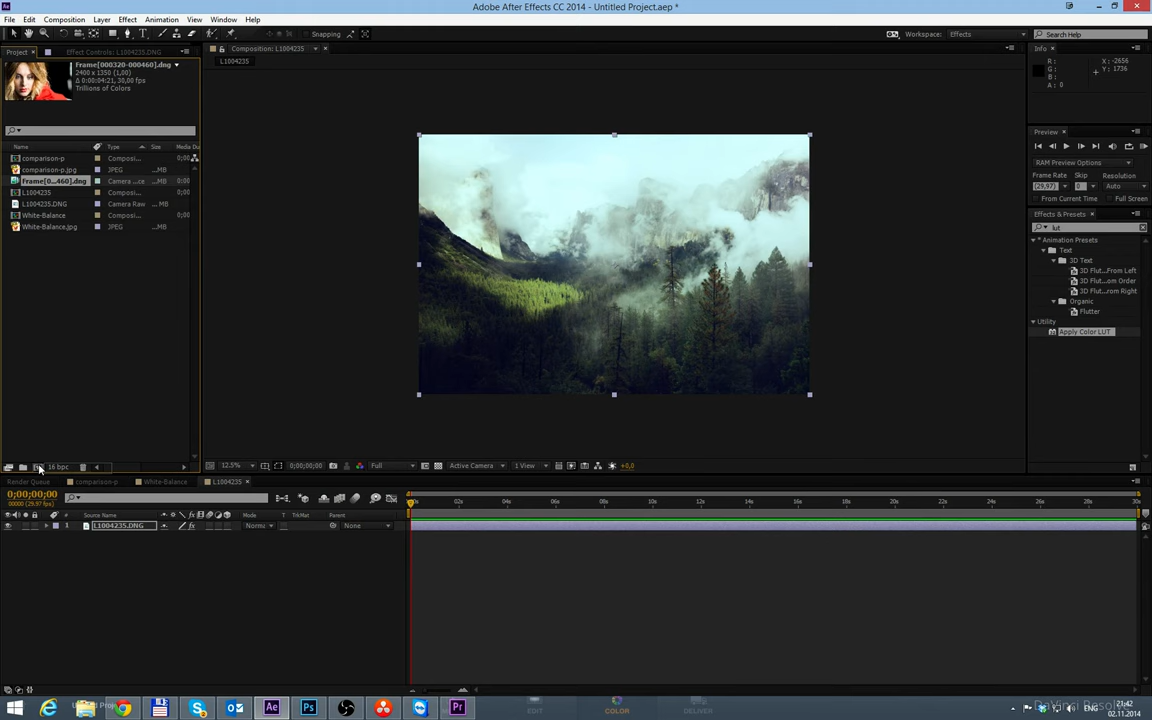 Adobe After Effects CC 2014 - Untitled Project.aep *
File Edit Composition Layer Effect Animation View Window Help
Snapping
Workspace: Effects
Search Help
Project
Effect Controls: L1004235.DNG
Composition: L1004235
Info
Frame[000320-000460].dng
2400 x 1350 (1,00)
Δ 0;00:04:21, 30,00 fps
Trillions of Colors
L1004235
R :
G :
B :
A : 0
X : -2656
Y : 1736
Name Type Size Media Du
comparison-p Composi... 0;00
comparison-p.jpg JPEG ...MB
Frame[0...460].dng Camera ...ce ...MB 0:00
L1004235 Composi... 0;00
L1004235.DNG Camera Raw ... MB
White-Balance Composi... 0;00
White-Balance.jpg JPEG ...MB
Preview
RAM Preview Options
Frame Rate Skip Resolution
(29,97) 0 Auto
From Current Time Full Screen
Effects & Presets
lut
* Animation Presets
Text
3D Text
3D Flut...From Left
3D Flut...om Order
3D Flut...rom Right
Organic
Flutter
Utility
Apply Color LUT
16 bpc
12.5%
0;00;00;00
Full
Active Camera
1 View
+0,0
Render Queue
comparison-p
White-Balance
L1004235
0;00;00;00
00000 (29.97 fps)
02s 04s 06s 08s 10s 12s 14s 16s 18s 20s 22s 24s 26s 28s 30s
# Source Name Mode T TrkMat Parent
1 L1004235.DNG Norma None
EDIT COLOR DELIVER
ENG
21:42
02.11.2014